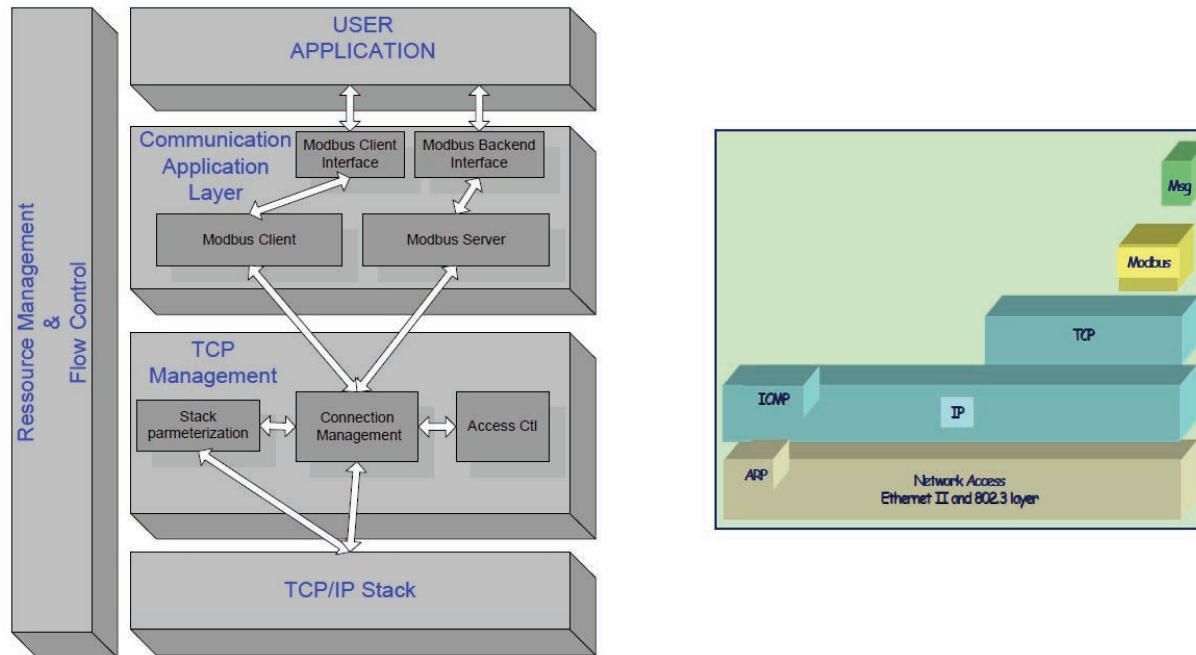 Ressource Management
&
Flow Control
USER
APPLICATION
Communication
Application
Layer
Modbus Client
Interface
Modbus Backend
Interface
Modbus Client
Modbus Server
TCP
Management
Stack
parmeterization
Connection
Management
Access Ctl
TCP/IP Stack
Msg
Modbus
TCP
ICMP
IP
ARP
Network Access
Ethernet II and 802.3 layer